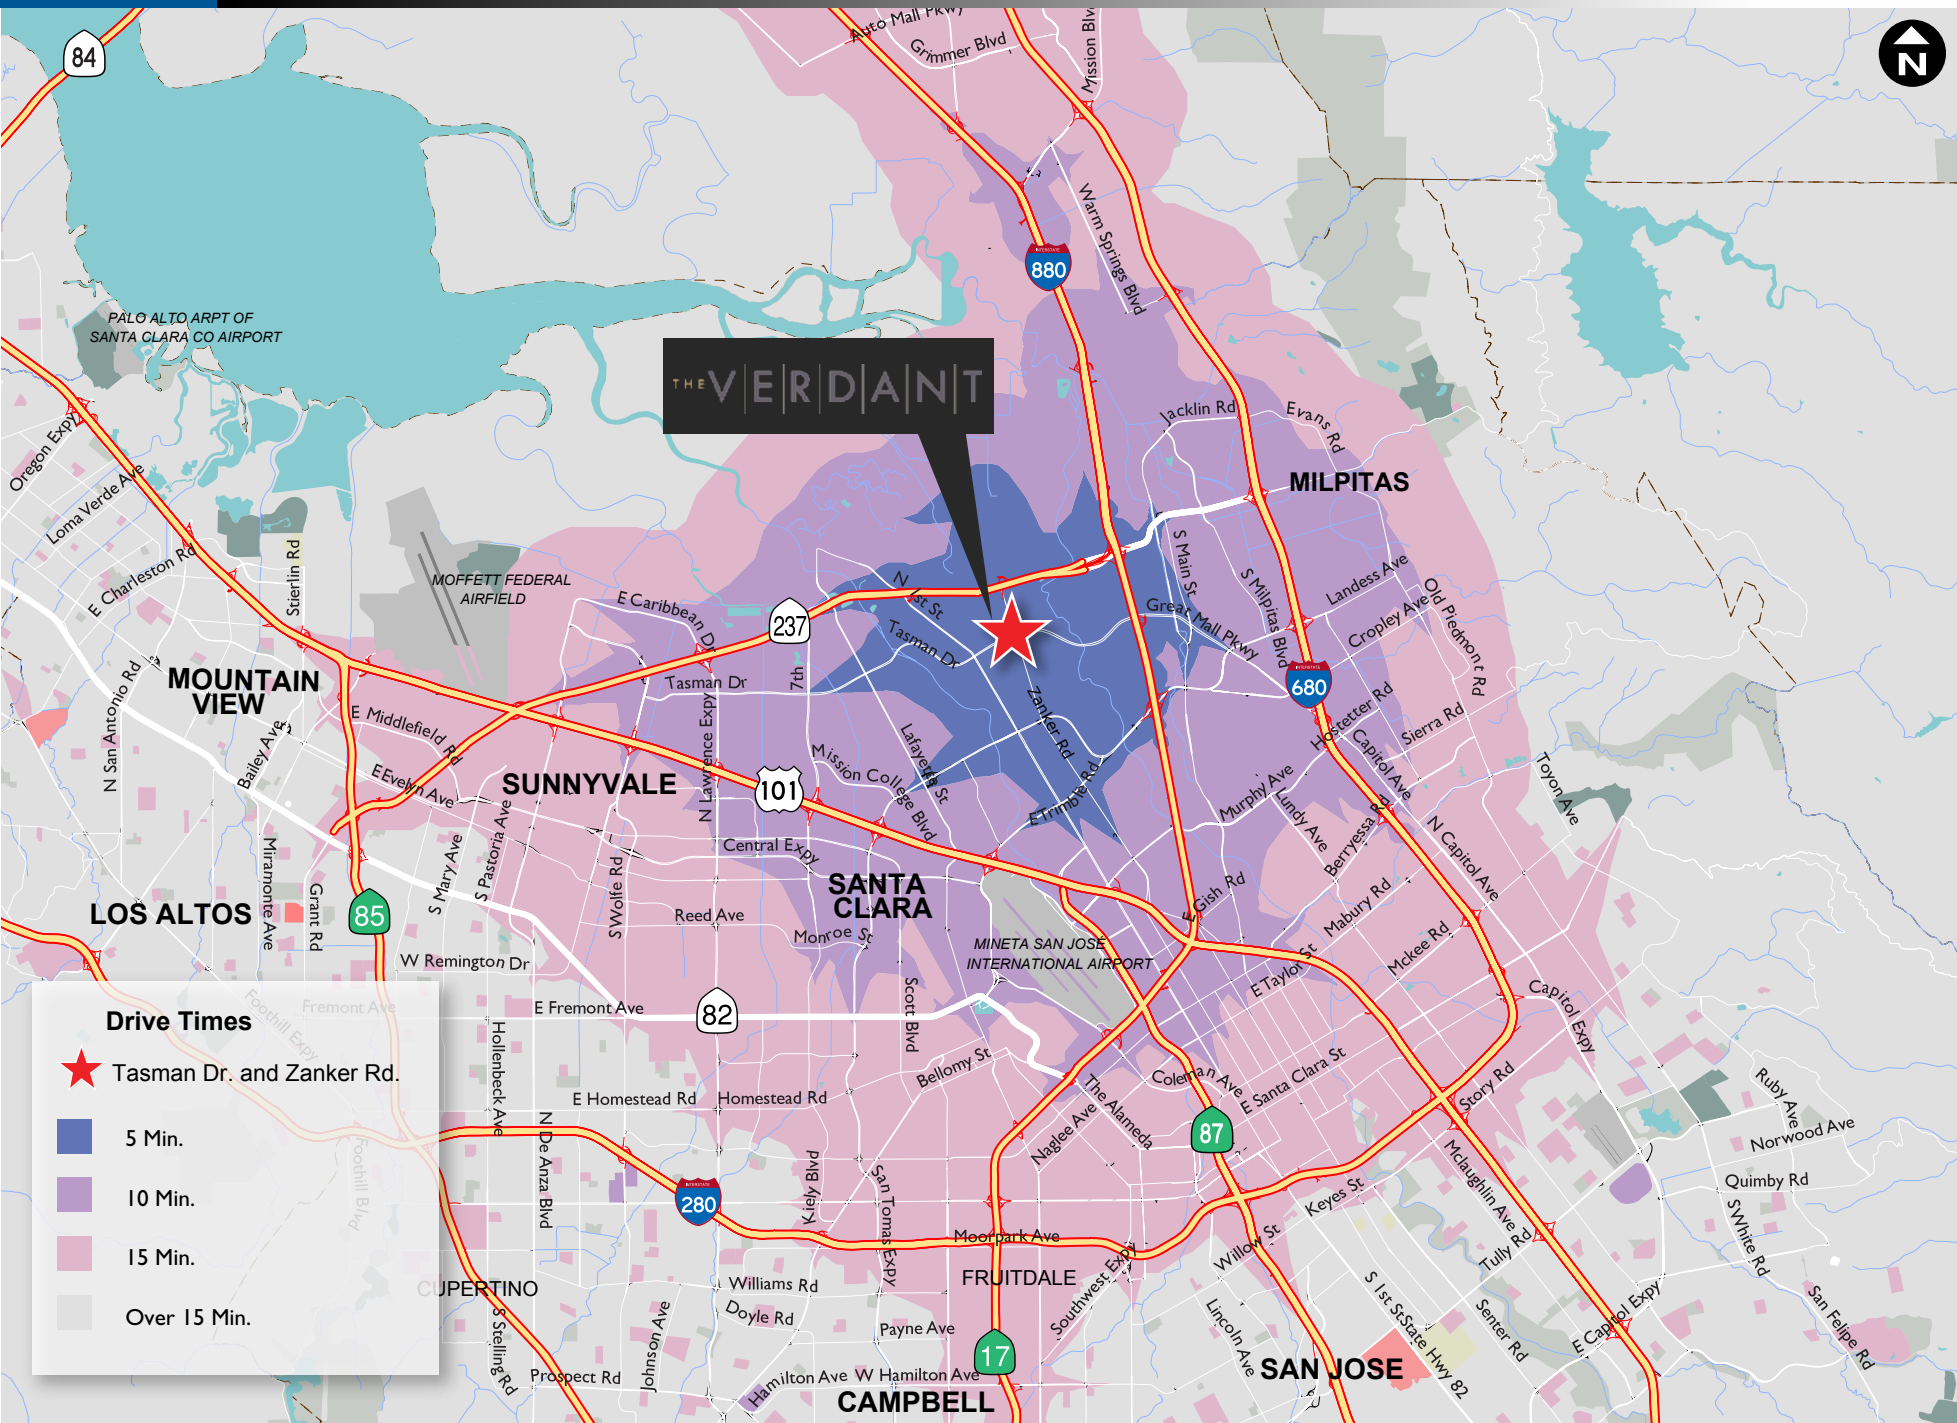 84
Auto Mall Pkwy
Grimmer Blvd
Mission Blvd
N
Warm Springs Blvd
INTERSTATE
880
PALO ALTO ARPT OF
SANTA CLARA CO AIRPORT
THE VERDANT
Jacklin Rd
Evans Rd
MILPITAS
Oregon Expy
Loma Verde Ave
E Charleston Rd
Stierlin Rd
MOFFETT FEDERAL
AIRFIELD
E Caribbean Dr
237
N 1st St
Tasman Dr
S Main St
Great Mall Pkwy
S Milpitas Blvd
Landess Ave
Cropley Ave
Old Piedmont Rd
N San Antonio Rd
MOUNTAIN
VIEW
Bailey Ave
E Middlefield Rd
E Evelyn Ave
Tasman Dr
7th
N Lawrence Expy
Zanker Rd
INTERSTATE
680
Hostetter Rd
Sierra Rd
Capitol Ave
SUNNYVALE
101
Mission College Blvd
Lafayette St
E Trimble Rd
Murphy Ave
Lundy Ave
Berryessa Rd
Toyon Ave
N Capitol Ave
Miramonte Ave
Grant Rd
S Mary Ave
S Pastoria Ave
S Wolfe Rd
Central Expy
SANTA
CLARA
LOS ALTOS
85
Reed Ave
Monroe St
E Gish Rd
Mabury Rd
Mckee Rd
MINETA SAN JOSÉ
INTERNATIONAL AIRPORT
E Taylor St
W Remington Dr
Foothill Expy
Fremont Ave
E Fremont Ave
82
Scott Blvd
Capitol Expy
Drive Times
Tasman Dr. and Zanker Rd.
5 Min.
10 Min.
15 Min.
Over 15 Min.
Hollenbeck Ave
Bellomy St
The Alameda
Coleman Ave
E Santa Clara St
Story Rd
Ruby Ave
Norwood Ave
E Homestead Rd
Homestead Rd
Naglee Ave
87
N De Anza Blvd
Foothill Blvd
INTERSTATE
280
Kiely Blvd
San Tomas Expy
Keyes St
Mclaughlin Ave
Quimby Rd
S White Rd
Moorpark Ave
Willow St
Tully Rd
CUPERTINO
Williams Rd
FRUITDALE
Southwest Expy
S Stelling Rd
Johnson Ave
Doyle Rd
Payne Ave
Lincoln Ave
S 1st St
State Hwy 82
Senter Rd
E Capitol Expy
San Felipe Rd
17
Prospect Rd
Hamilton Ave
W Hamilton Ave
SAN JOSE
CAMPBELL